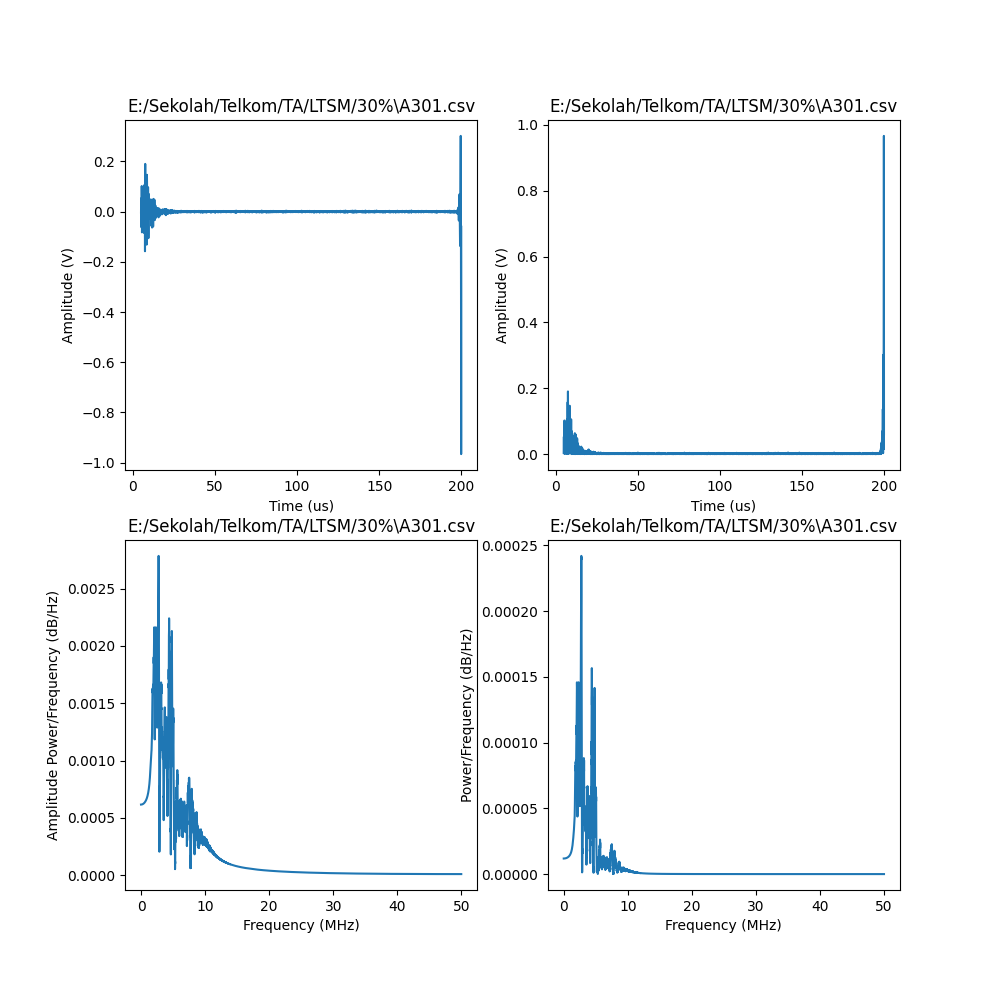 E:/Sekolah/Telkom/TA/LTSM/30%\A301.csv
Amplitude (V)
0.2
0.0
−0.2
−0.4
−0.6
−0.8
−1.0
0 50 100 150 200
Time (us)
E:/Sekolah/Telkom/TA/LTSM/30%\A301.csv
Amplitude (V)
1.0
0.8
0.6
0.4
0.2
0.0
0 50 100 150 200
Time (us)
E:/Sekolah/Telkom/TA/LTSM/30%\A301.csv
Amplitude Power/Frequency (dB/Hz)
0.0025
0.0020
0.0015
0.0010
0.0005
0.0000
0 10 20 30 40 50
Frequency (MHz)
E:/Sekolah/Telkom/TA/LTSM/30%\A301.csv
Power/Frequency (dB/Hz)
0.00025
0.00020
0.00015
0.00010
0.00005
0.00000
0 10 20 30 40 50
Frequency (MHz)